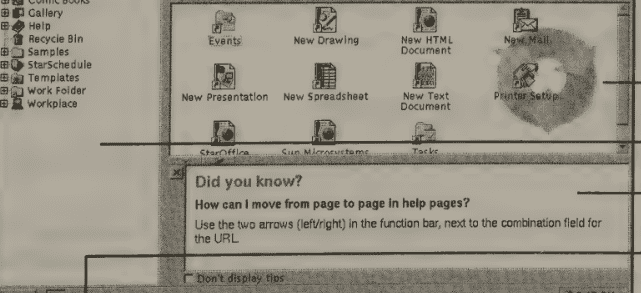 Comic Books
Gallery
Help
Recycle Bin
Samples
StarSchedule
Templates
Work Folder
Workplace
Events
New Drawing
New HTML
Document
New Mail
New Presentation
New Spreadsheet
New Text
Document
Printer Setup
StarOffice
Sun Microsystems
Tasks
Did you know?
How can I move from page to page in help pages?
Use the two arrows (left/right) in the function bar, next to the combination field for
the URL
Don't display tips